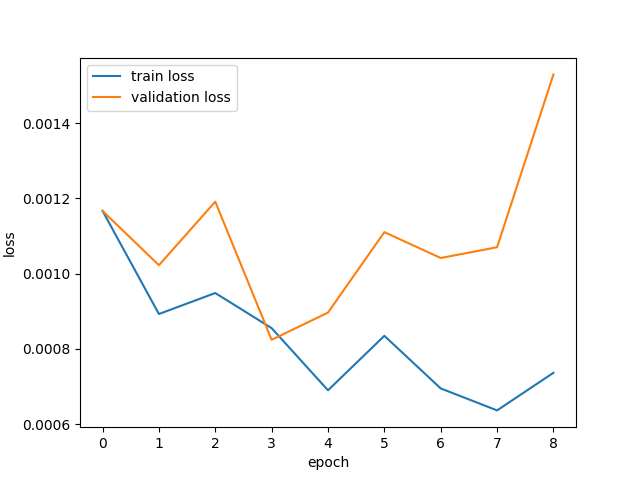 train loss
validation loss
0.0014
0.0012
0.0010
0.0008
0.0006
loss
0 1 2 3 4 5 6 7 8
epoch